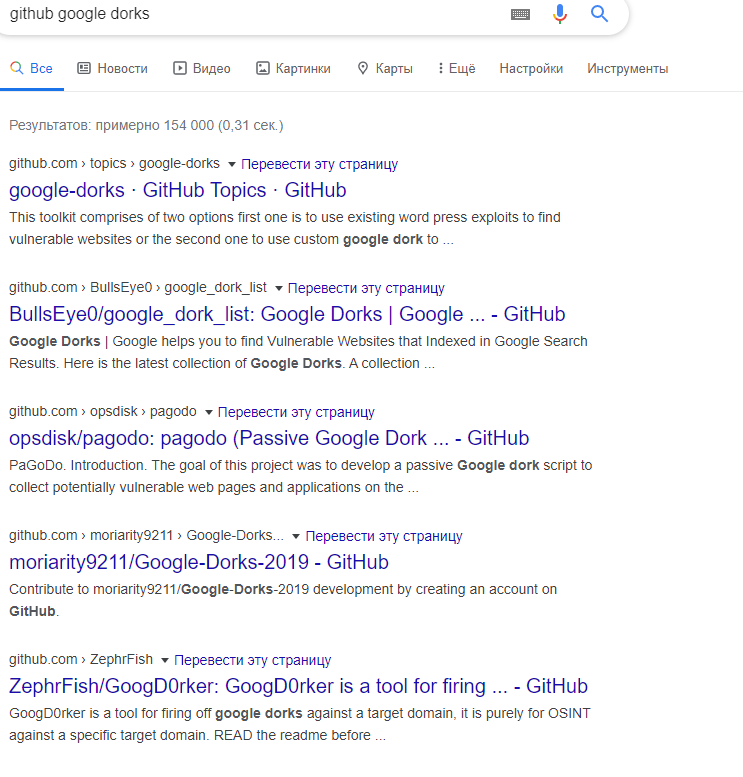 github google dorks
Все Новости Видео Картинки Карты Ещё Настройки Инструменты
Результатов: примерно 154 000 (0,31 сек.)
github.com › topics › google-dorks Перевести эту страницу
google-dorks · GitHub Topics · GitHub
This toolkit comprises of two options first one is to use existing word press exploits to find
vulnerable websites or the second one to use custom google dork to ...
github.com › BullsEye0 › google_dork_list Перевести эту страницу
BullsEye0/google_dork_list: Google Dorks | Google ... - GitHub
Google Dorks | Google helps you to find Vulnerable Websites that Indexed in Google Search
Results. Here is the latest collection of Google Dorks. A collection ...
github.com › opsdisk › pagodo Перевести эту страницу
opsdisk/pagodo: pagodo (Passive Google Dork ... - GitHub
PaGoDo. Introduction. The goal of this project was to develop a passive Google dork script to
collect potentially vulnerable web pages and applications on the ...
github.com › moriarity9211 › Google-Dorks... Перевести эту страницу
moriarity9211/Google-Dorks-2019 - GitHub
Contribute to moriarity9211/Google-Dorks-2019 development by creating an account on
GitHub.
github.com › ZephrFish Перевести эту страницу
ZephrFish/GoogD0rker: GoogD0rker is a tool for firing ... - GitHub
GoogD0rker is a tool for firing off google dorks against a target domain, it is purely for OSINT
against a specific target domain. READ the readme before ...